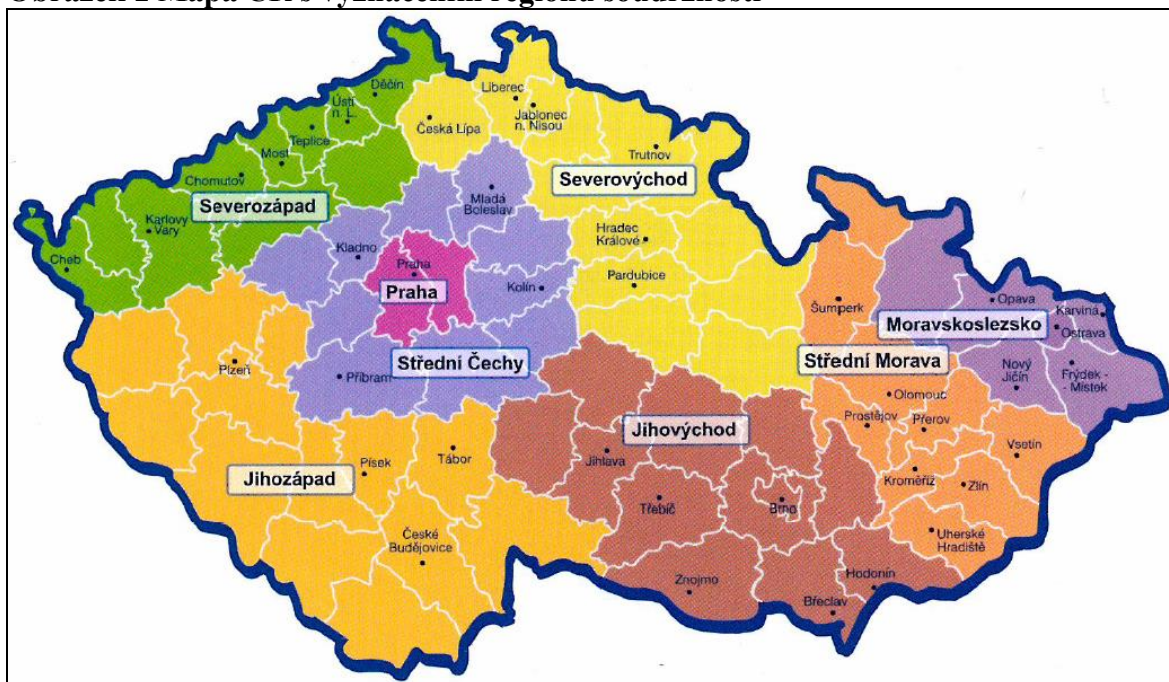 Děčín
Ústí
n. L.
Teplice
Most
Chomutov
Severozápad
Karlovy
Vary
Cheb
Liberec
Jablonec
n. Nisou
Česká Lípa
Trutnov
Severovýchod
Mladá
Boleslav
Hradec
Králové
Pardubice
Kladno
Praha
Praha
Kolín
Střední Čechy
Příbram
Plzeň
Jihozápad
Písek
Tábor
České
Budějovice
Jihovýchod
Jihlava
Třebíč
Brno
Znojmo
Břeclav
Hodonín
Šumperk
Střední Morava
Olomouc
Prostějov
Přerov
Kroměříž
Vsetín
Zlín
Uherské
Hradiště
Moravskoslezsko
Opava
Karvina
Ostrava
Nový
Jičín
Frýdek -
- Místek